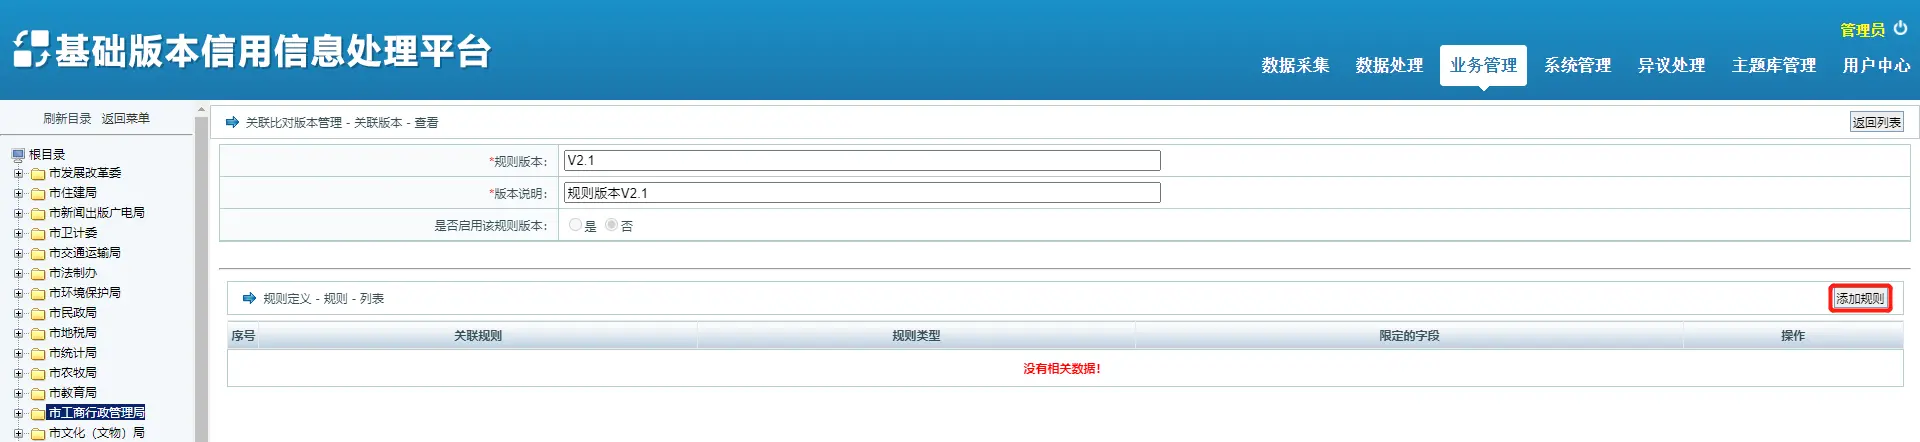 基础版本信用信息处理平台
管理员
数据采集 数据处理 业务管理 系统管理 异议处理 主题库管理 用户中心
刷新目录 返回菜单
根目录
市发展改革委
市住建局
市新闻出版广电局
市卫计委
市交通运输局
市法制办
市环境保护局
市民政局
市地税局
市统计局
市农牧局
市教育局
市工商行政管理局
市文化（文物）局
关联比对版本管理 - 关联版本 - 查看
返回列表
*规则版本： V2.1
*版本说明： 规则版本V2.1
是否启用该规则版本： 是 否
规则定义 - 规则 - 列表
添加规则
序号 关联规则 规则类型 限定的字段 操作
没有相关数据!